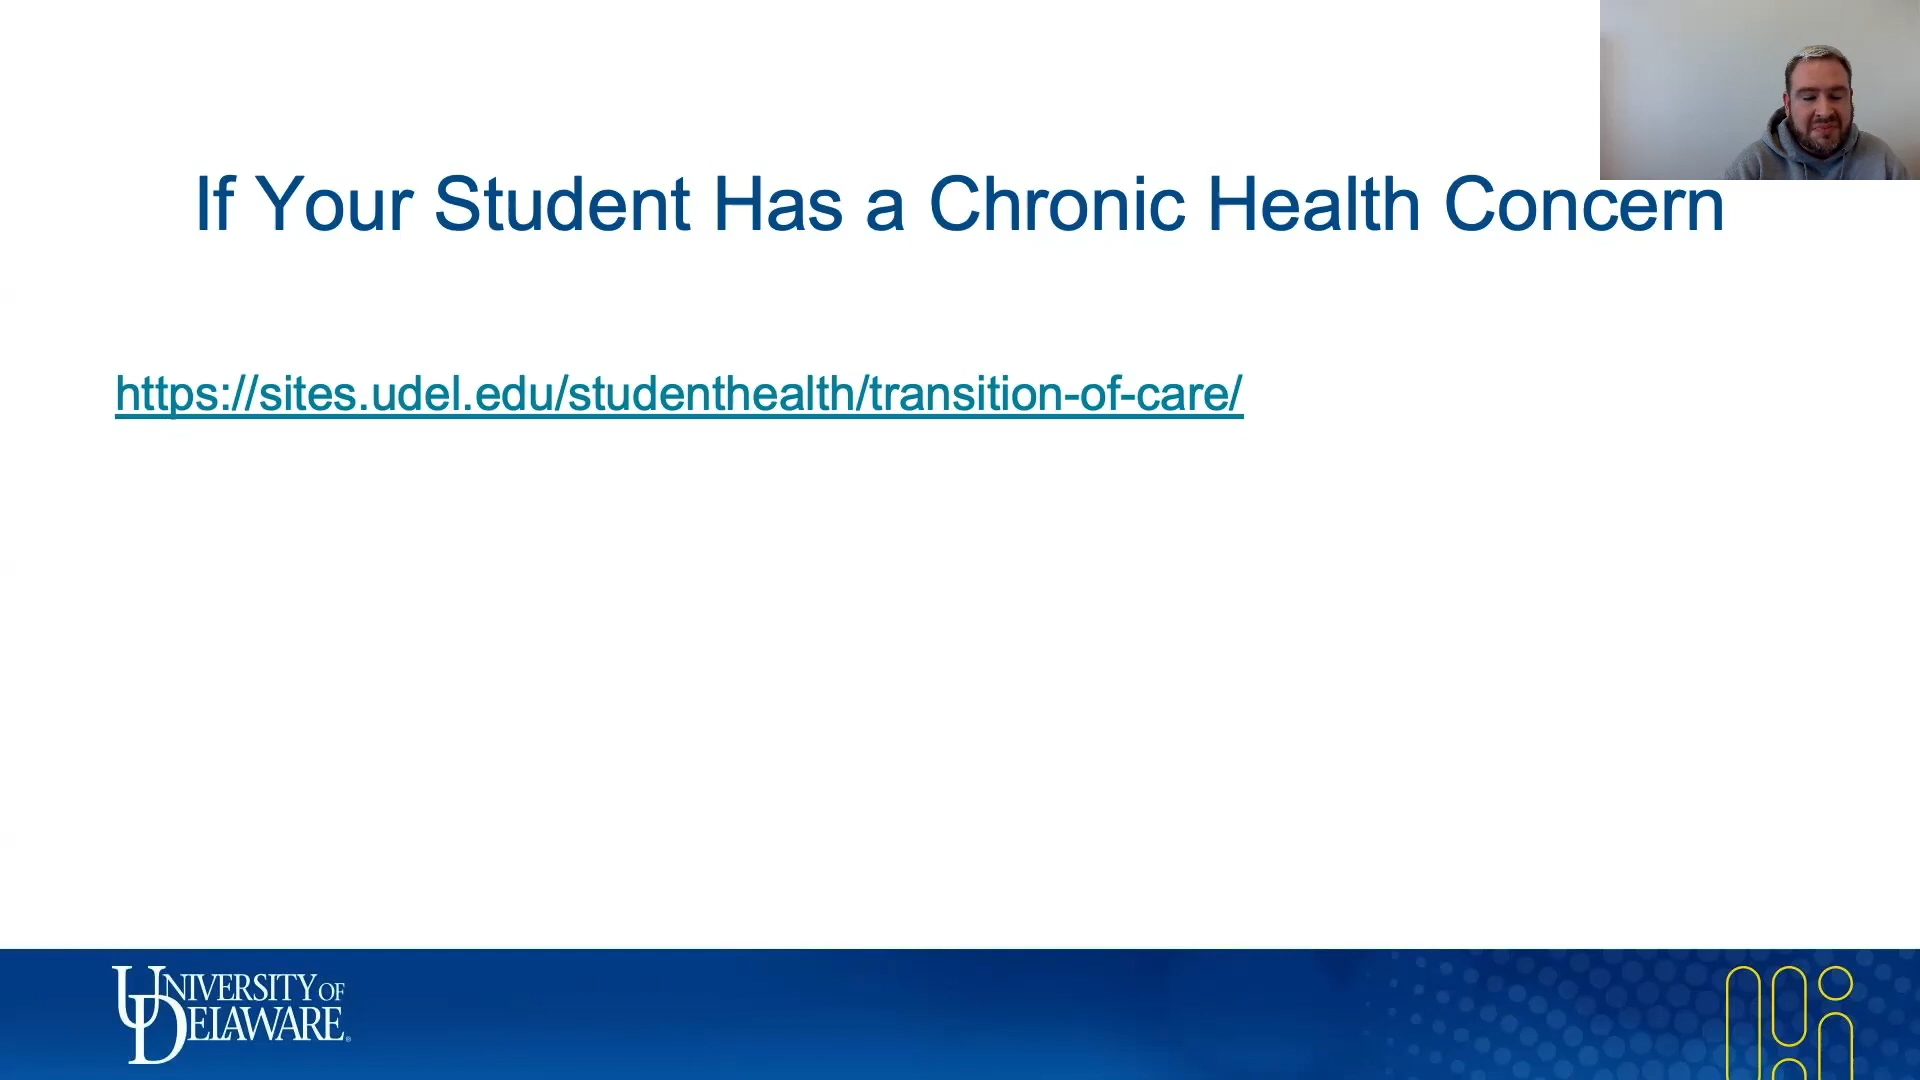 If Your Student Has a Chronic Health Concern
https://sites.udel.edu/studenthealth/transition-of-care/
UNIVERSITY OF
DELAWARE®